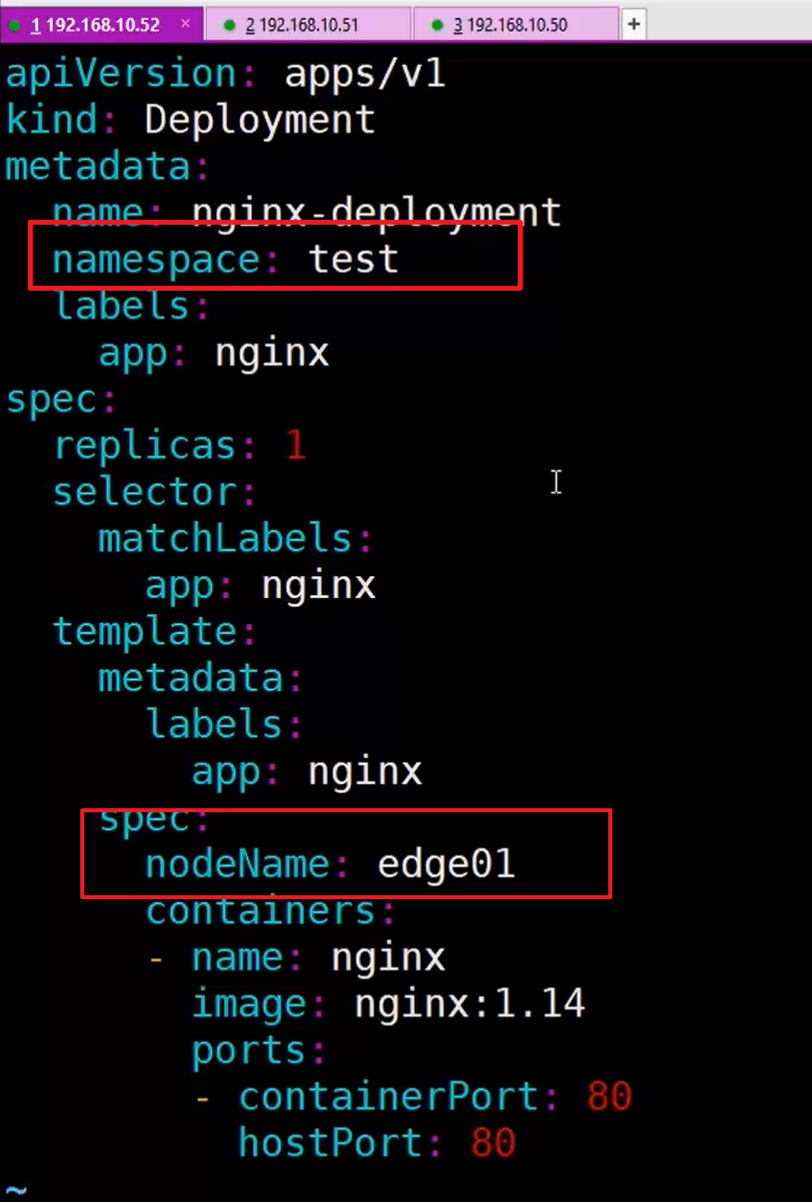 1 192.168.10.52 × 2 192.168.10.51 3 192.168.10.50 +
apiVersion: apps/v1
kind: Deployment
metadata:
  name: nginx-deployment
  namespace: test
  labels:
    app: nginx
spec:
  replicas: 1
  selector:
    matchLabels:
      app: nginx
  template:
    metadata:
      labels:
        app: nginx
    spec:
      nodeName: edge01
      containers:
      - name: nginx
        image: nginx:1.14
        ports:
        - containerPort: 80
          hostPort: 80
~